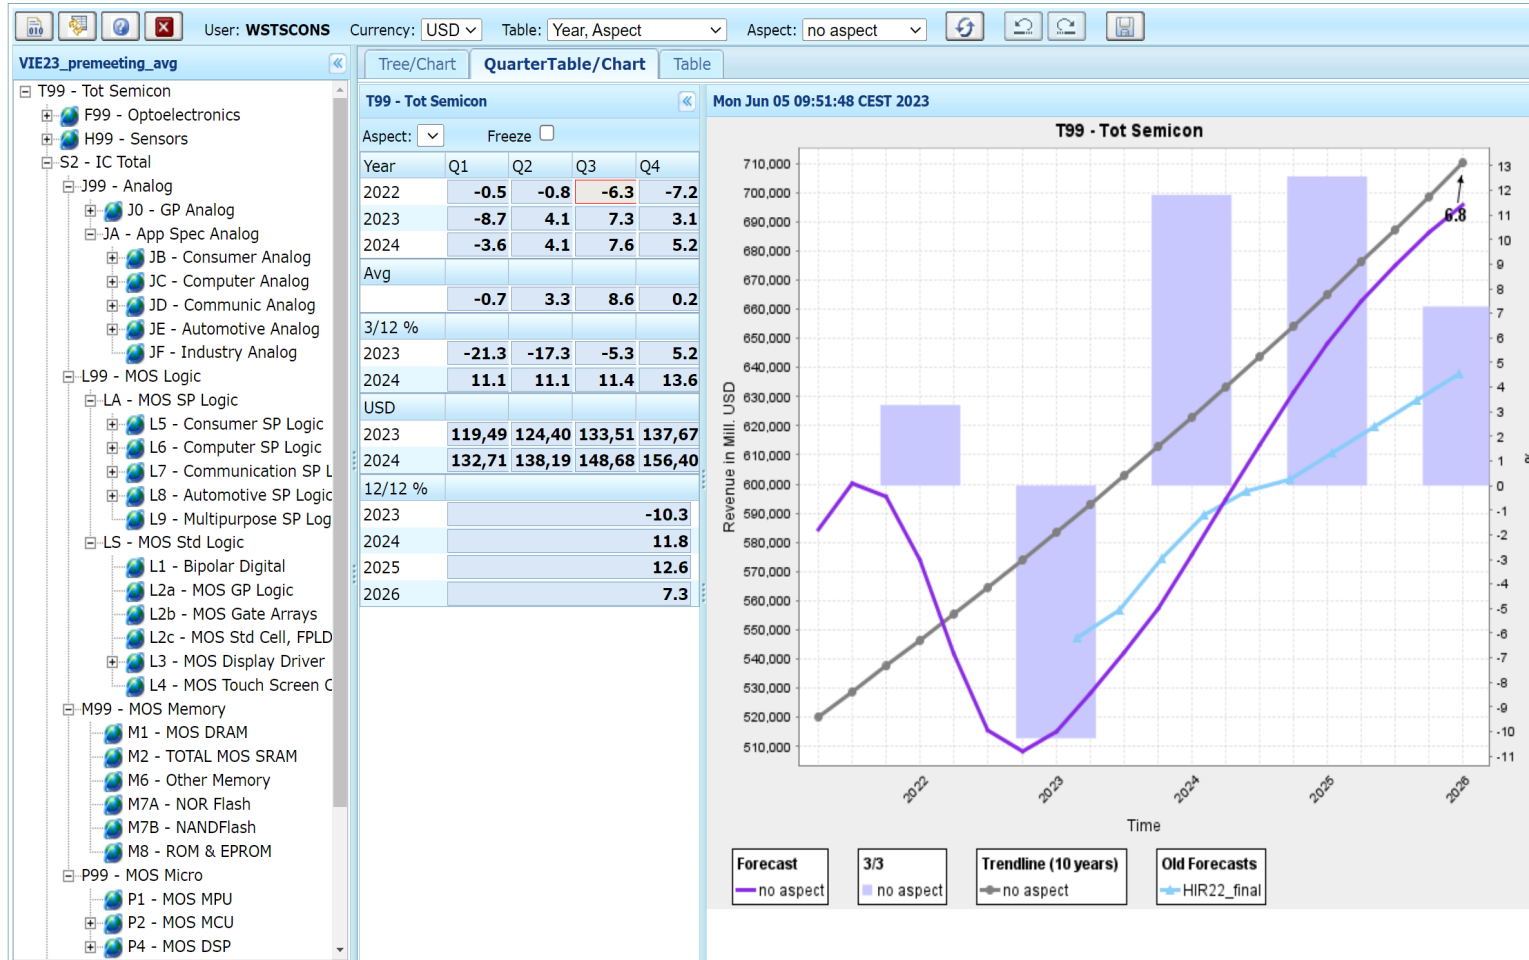 User: WSTSCONS Currency: USD Table: Year, Aspect Aspect: no aspect
VIE23_premeeting_avg
T99 - Tot Semicon
F99 - Optoelectronics
H99 - Sensors
S2 - IC Total
J99 - Analog
J0 - GP Analog
JA - App Spec Analog
JB - Consumer Analog
JC - Computer Analog
JD - Communic Analog
JE - Automotive Analog
JF - Industry Analog
L99 - MOS Logic
LA - MOS SP Logic
L5 - Consumer SP Logic
L6 - Computer SP Logic
L7 - Communication SP L
L8 - Automotive SP Logic
L9 - Multipurpose SP Log
LS - MOS Std Logic
L1 - Bipolar Digital
L2a - MOS GP Logic
L2b - MOS Gate Arrays
L2c - MOS Std Cell, FPLD
L3 - MOS Display Driver
L4 - MOS Touch Screen C
M99 - MOS Memory
M1 - MOS DRAM
M2 - TOTAL MOS SRAM
M6 - Other Memory
M7A - NOR Flash
M7B - NANDFlash
M8 - ROM & EPROM
P99 - MOS Micro
P1 - MOS MPU
P2 - MOS MCU
P4 - MOS DSP
Tree/Chart QuarterTable/Chart Table
T99 - Tot Semicon
Aspect: Freeze
Year Q1 Q2 Q3 Q4
2022 -0.5 -0.8 -6.3 -7.2
2023 -8.7 4.1 7.3 3.1
2024 -3.6 4.1 7.6 5.2
Avg
-0.7 3.3 8.6 0.2
3/12 %
2023 -21.3 -17.3 -5.3 5.2
2024 11.1 11.1 11.4 13.6
USD
2023 119,49 124,40 133,51 137,67
2024 132,71 138,19 148,68 156,40
12/12 %
2023 -10.3
2024 11.8
2025 12.6
2026 7.3
Mon Jun 05 09:51:48 CEST 2023
T99 - Tot Semicon
710,000
700,000
690,000
680,000
670,000
660,000
650,000
640,000
630,000
620,000
610,000
600,000
590,000
580,000
570,000
560,000
550,000
540,000
530,000
520,000
510,000
Revenue in Mill. USD
6.8
13
12
11
10
9
8
7
6
5
4
3
2
1
0
-1
-2
-3
-4
-5
-6
-7
-8
-9
-10
-11
2022 2023 2024 2025 2026
Time
Forecast
no aspect
3/3
no aspect
Trendline (10 years)
no aspect
Old Forecasts
HIR22_final